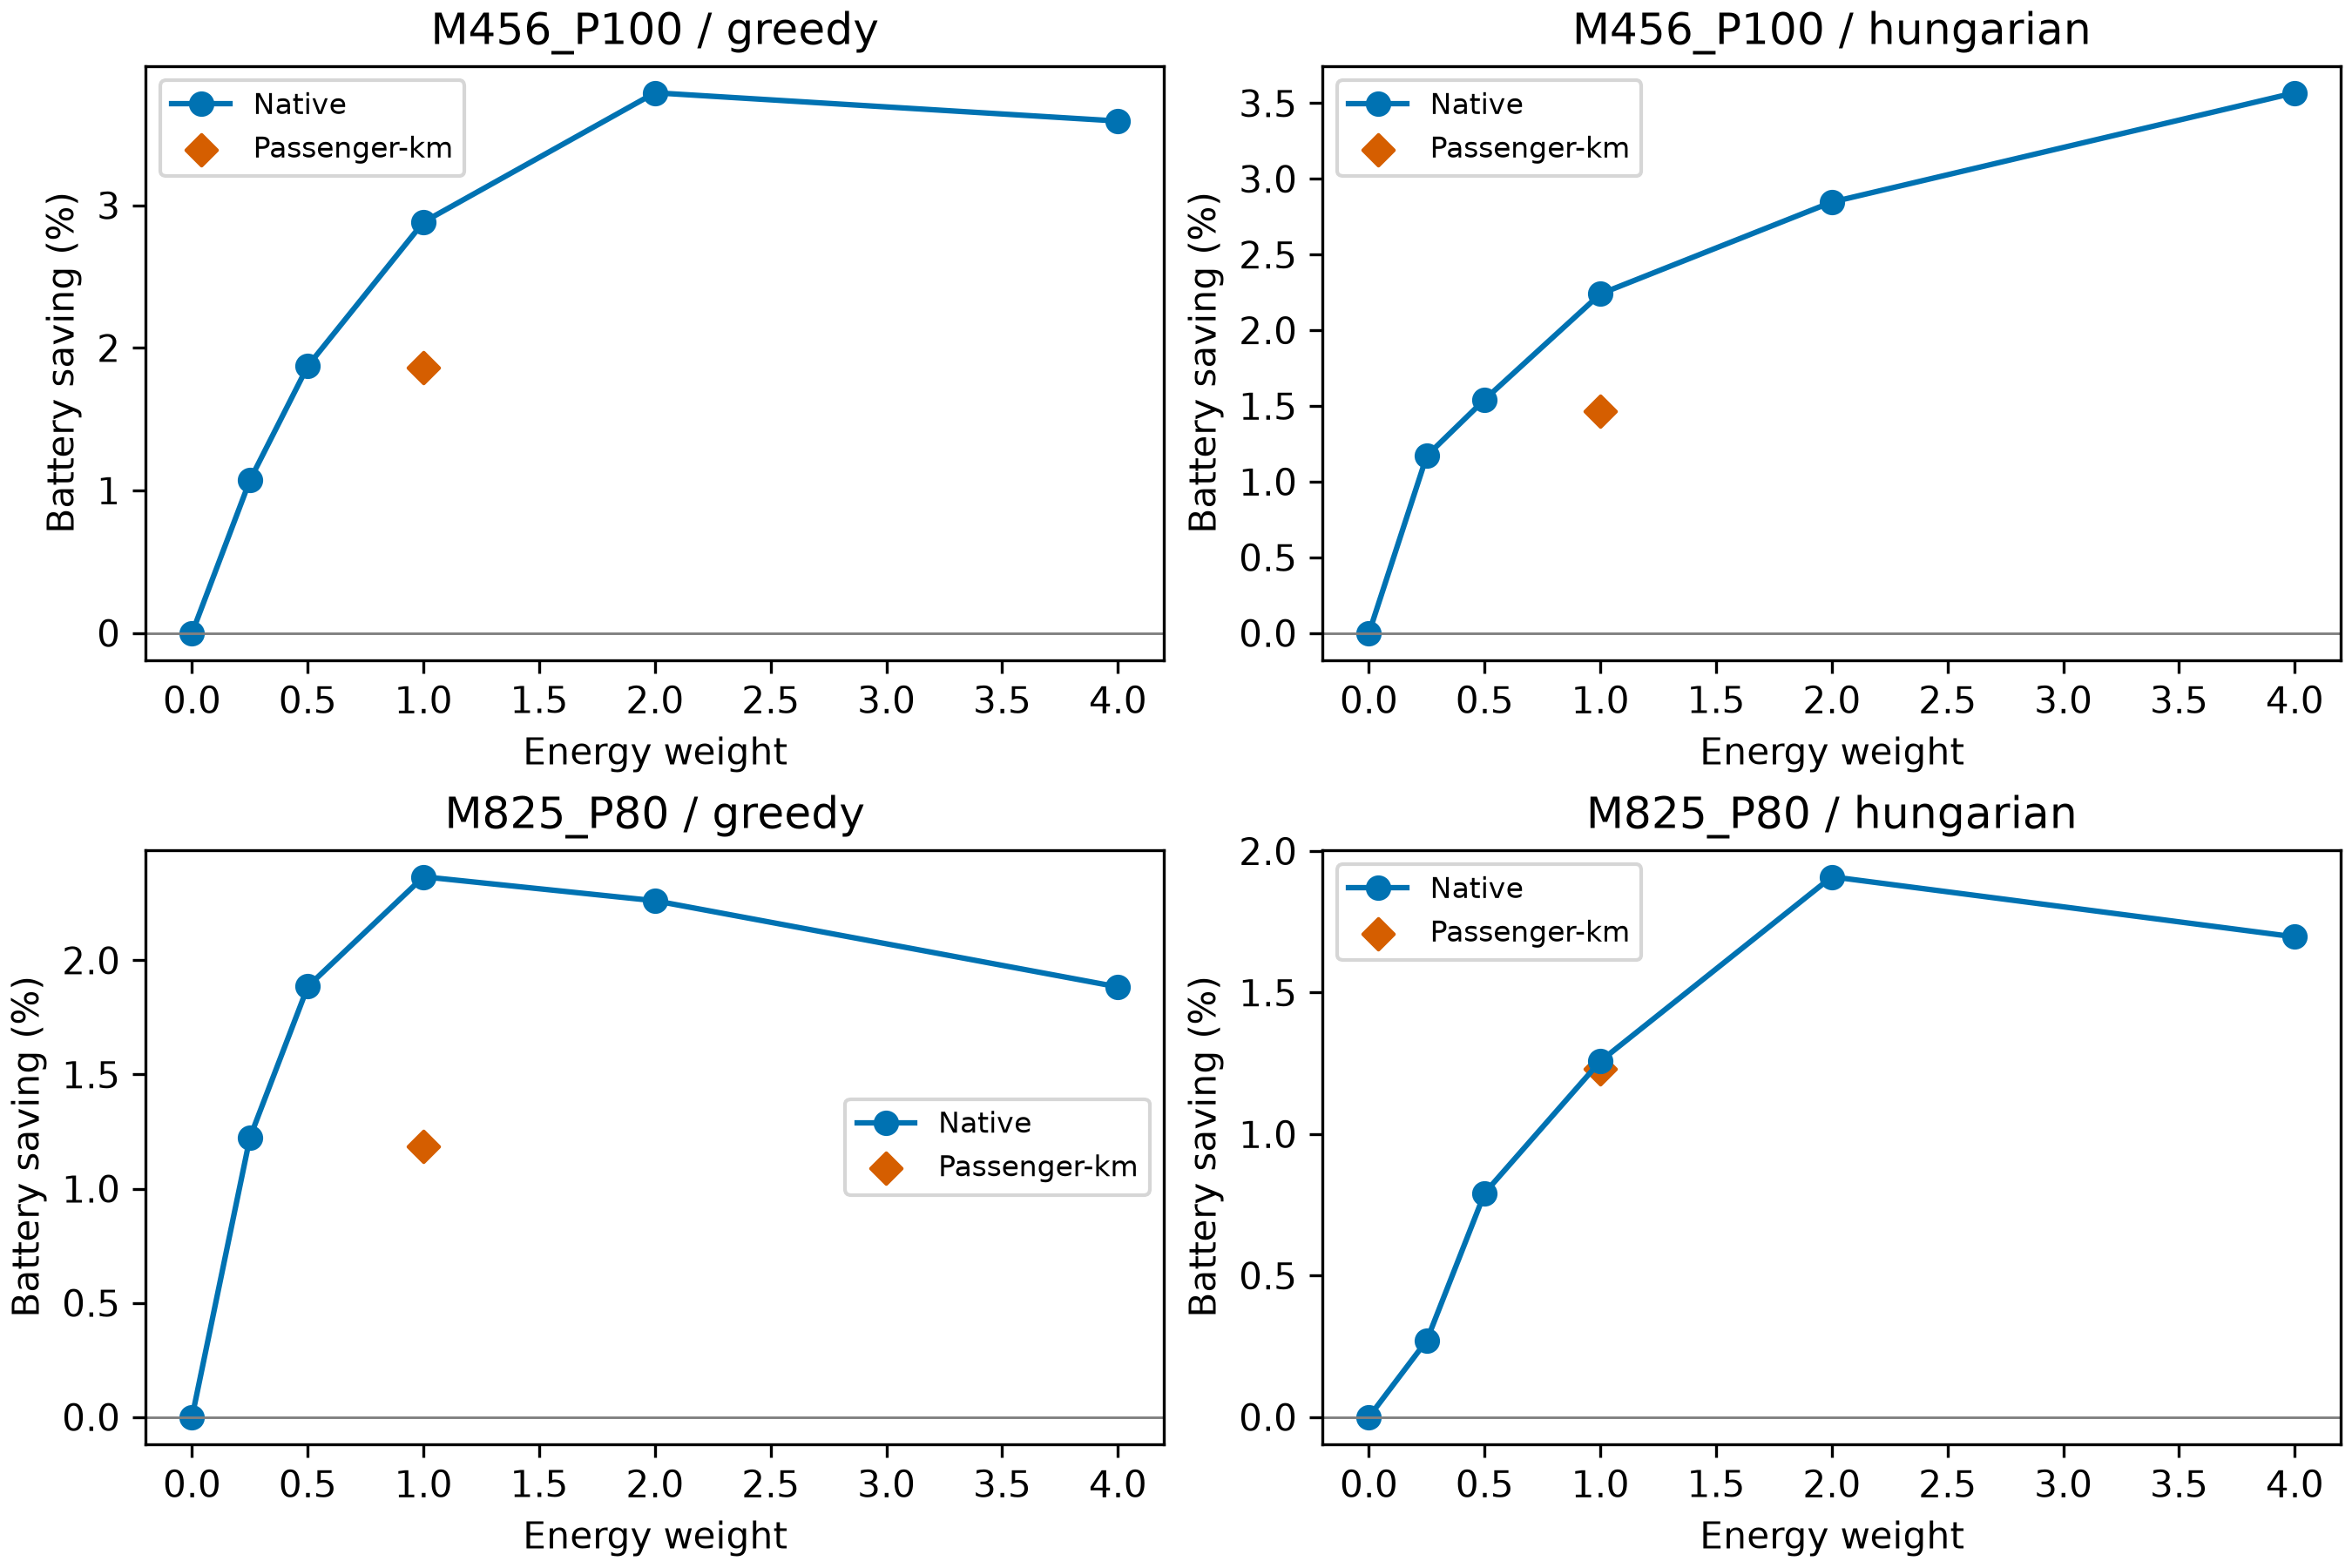 M456_P100 / greedy
Native
Passenger-km
Battery saving (%)
3
2
1
0
0.0 0.5 1.0 1.5 2.0 2.5 3.0 3.5 4.0
Energy weight
M456_P100 / hungarian
Native
Passenger-km
Battery saving (%)
3.5
3.0
2.5
2.0
1.5
1.0
0.5
0.0
0.0 0.5 1.0 1.5 2.0 2.5 3.0 3.5 4.0
Energy weight
M825_P80 / greedy
Native
Passenger-km
Battery saving (%)
2.0
1.5
1.0
0.5
0.0
0.0 0.5 1.0 1.5 2.0 2.5 3.0 3.5 4.0
Energy weight
M825_P80 / hungarian
Native
Passenger-km
Battery saving (%)
2.0
1.5
1.0
0.5
0.0
0.0 0.5 1.0 1.5 2.0 2.5 3.0 3.5 4.0
Energy weight